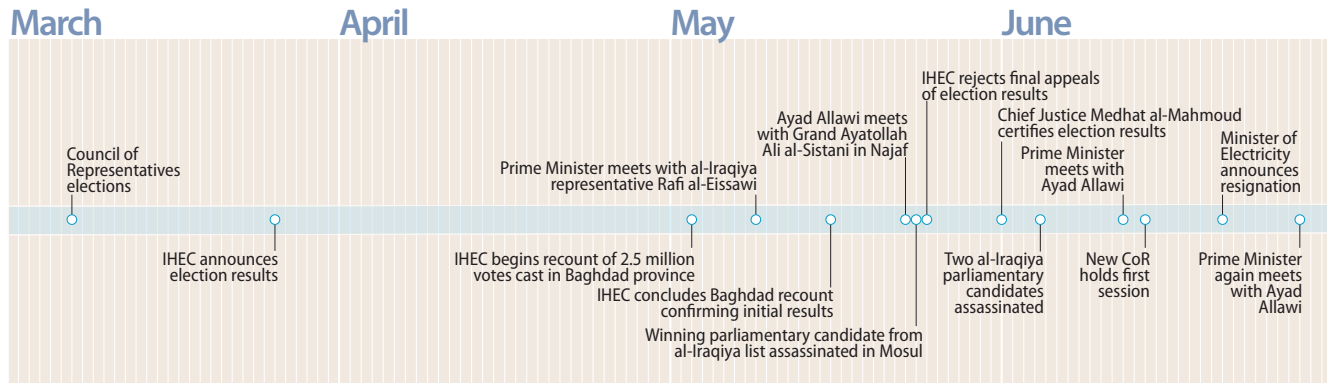 March
April
May
June
Council of
Representatives
elections
IHEC announces
election results
IHEC begins recount of 2.5 million
votes cast in Baghdad province
Prime Minister meets with al-Iraqiya
representative Rafi al-Eissawi
IHEC concludes Baghdad recount
confirming initial results
Ayad Allawi meets
with Grand Ayatollah
Ali al-Sistani in Najaf
Winning parliamentary candidate from
al-Iraqiya list assassinated in Mosul
IHEC rejects final appeals
of election results
Chief Justice Medhat al-Mahmoud
certifies election results
Two al-Iraqiya
parliamentary
candidates
assassinated
Prime Minister
meets with
Ayad Allawi
New CoR
holds first
session
Minister of
Electricity
announces
resignation
Prime Minister
again meets
with Ayad
Allawi